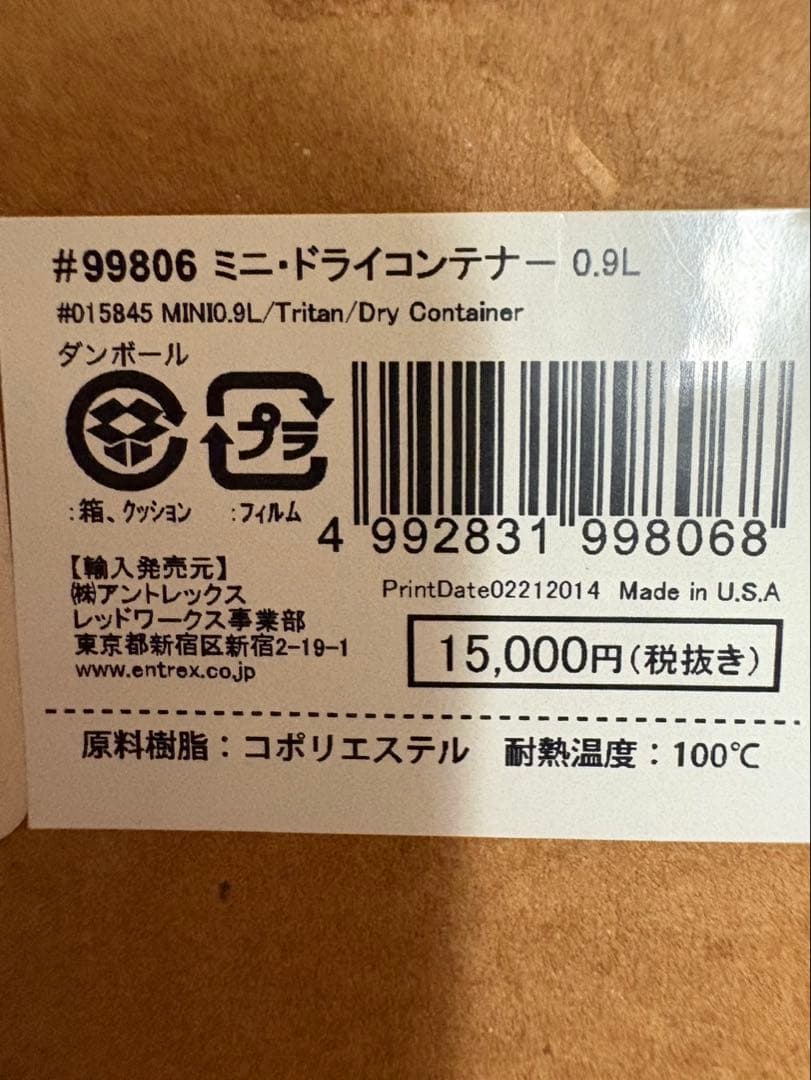 #99806 ミニ・ドライコンテナー 0.9L
#015845 MINI0.9L/Tritan/Dry Container
ダンボール
プラ
:箱、クッション :フィルム
4 992831 998068
【輸入発売元】
㈱アントレックス
レッドワークス事業部
東京都新宿区新宿2-19-1
www.entrex.co.jp
PrintDate02212014 Made in U.S.A
15,000円(税抜き)
原料樹脂:コポリエステル 耐熱温度:100℃